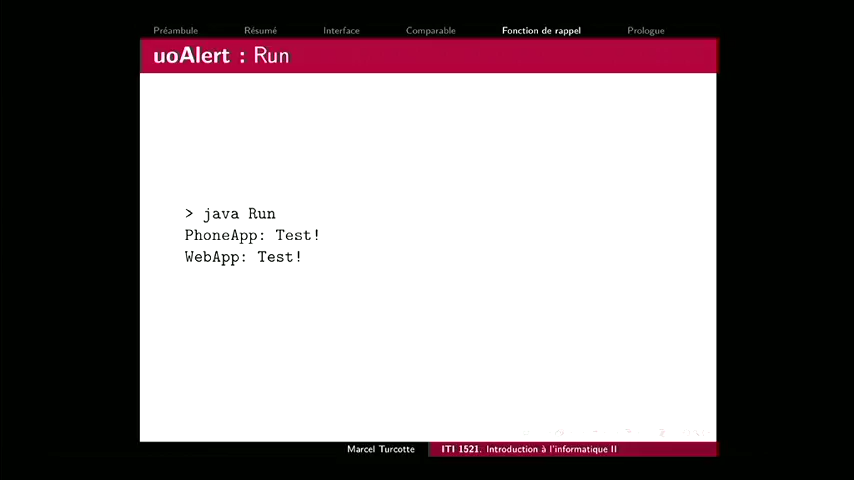 Préambule Résumé Interface Comparable Fonction de rappel Prologue
uoAlert : Run
> java Run
PhoneApp: Test!
WebApp: Test!
Marcel Turcotte ITI 1521. Introduction à l'informatique II